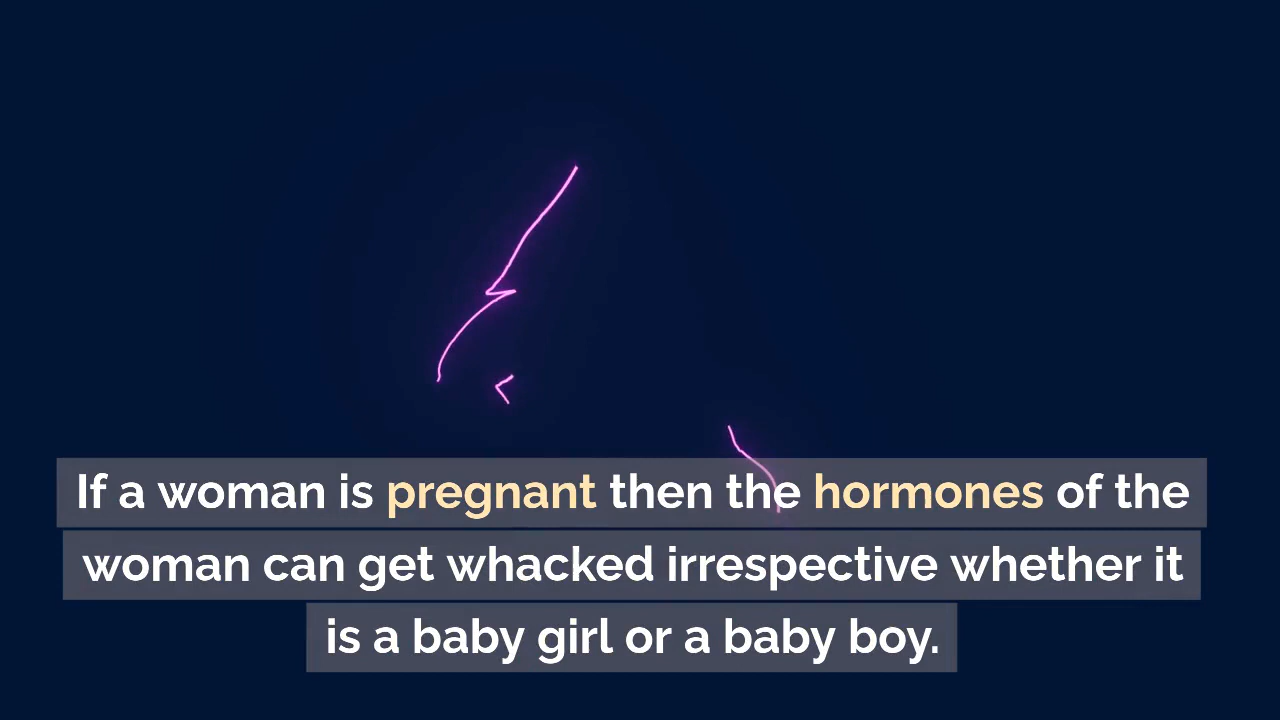 If a woman is pregnant then the hormones of the
woman can get whacked irrespective whether it
is a baby girl or a baby boy.